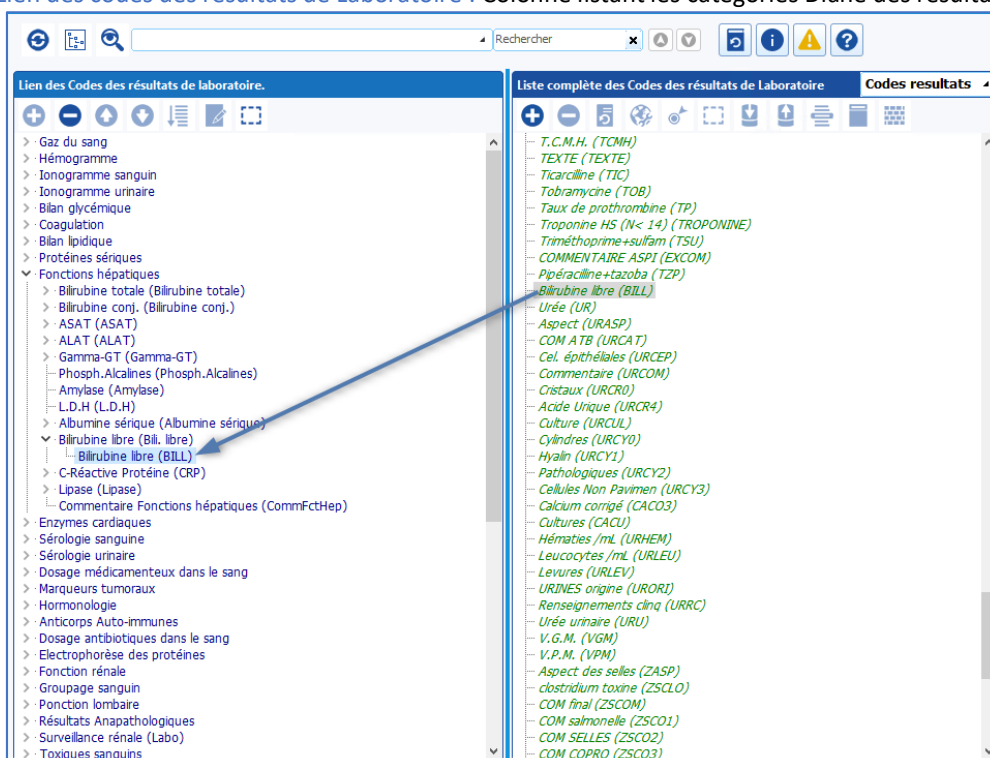 Lien des codes des résultats de Laboratoire : Colonne listant les catégories Diane des résulta
Rechercher
Lien des Codes des résultats de laboratoire.
Gaz du sang
Hémogramme
Ionogramme sanguin
Ionogramme urinaire
Bilan glycémique
Coagulation
Bilan lipidique
Protéines sériques
Fonctions hépatiques
Bilirubine totale (Bilirubine totale)
Bilirubine conj. (Bilirubine conj.)
ASAT (ASAT)
ALAT (ALAT)
Gamma-GT (Gamma-GT)
Phosph.Alcalines (Phosph.Alcalines)
Amylase (Amylase)
L.D.H (L.D.H)
Albumine sérique (Albumine sérique)
Bilirubine libre (Bili. libre)
Bilirubine libre (BILL)
C-Réactive Protéine (CRP)
Lipase (Lipase)
Commentaire Fonctions hépatiques (CommFctHep)
Enzymes cardiaques
Sérologie sanguine
Sérologie urinaire
Dosage médicamenteux dans le sang
Marqueurs tumoraux
Hormonologie
Anticorps Auto-immunes
Dosage antibiotiques dans le sang
Electrophorèse des protéines
Fonction rénale
Groupage sanguin
Ponction lombaire
Résultats Anapathologiques
Surveillance rénale (Labo)
Toxiques sanguins
Liste complète des Codes des résultats de Laboratoire
Codes resultats
T.C.M.H. (TCMH)
TEXTE (TEXTE)
Ticarcilline (TIC)
Tobramycine (TOB)
Taux de prothrombine (TP)
Troponine HS (N< 14) (TROPONINE)
Triméthoprime+sulfam (TSU)
COMMENTAIRE ASPI (EXCOM)
Pipéracilline+tazoba (TZP)
Bilirubine libre (BILL)
Urée (UR)
Aspect (URASP)
COM ATB (URCAT)
Cel. épithéliales (URCEP)
Commentaire (URCOM)
Cristaux (URCR0)
Acide Urique (URCR4)
Culture (URCUL)
Cylindres (URCY0)
Hyalin (URCY1)
Pathologiques (URCY2)
Cellules Non Pavimen (URCY3)
Calcium corrigé (CACO3)
Cultures (CACU)
Hématies /mL (URHEM)
Leucocytes /mL (URLEU)
Levures (URLEV)
URINES origine (URORI)
Renseignements clinq (URRC)
Urée urinaire (URU)
V.G.M. (VGM)
V.P.M. (VPM)
Aspect des selles (ZASP)
clostridium toxine (ZSCLO)
COM final (ZSCOM)
COM salmonelle (ZSCO1)
COM SELLES (ZSCO2)
COM COPRO (ZSCO3)